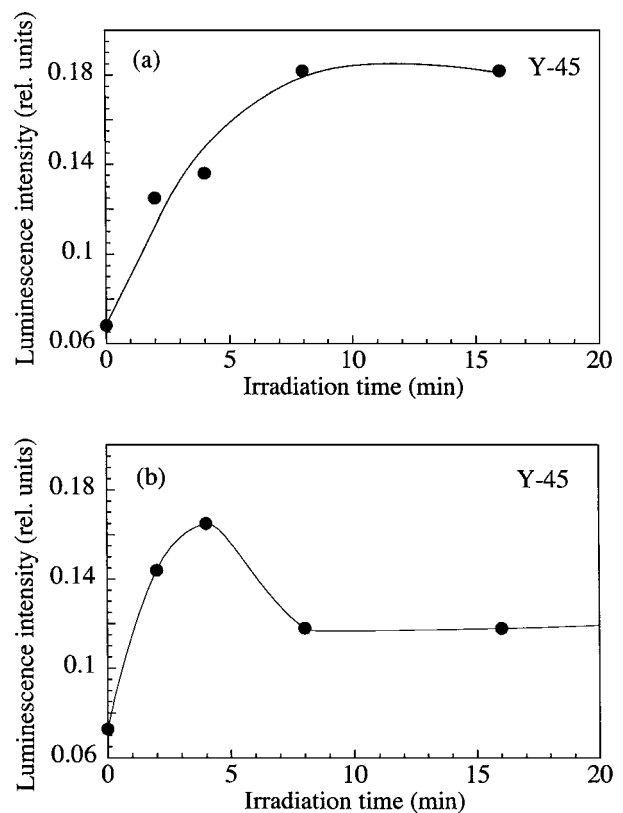 (a)
Y-45
Luminescence intensity (rel. units)
0.18
0.14
0.1
0.06
0 5 10 15 20
Irradiation time (min)
(b)
Y-45
Luminescence intensity (rel. units)
0.18
0.14
0.1
0.06
0 5 10 15 20
Irradiation time (min)